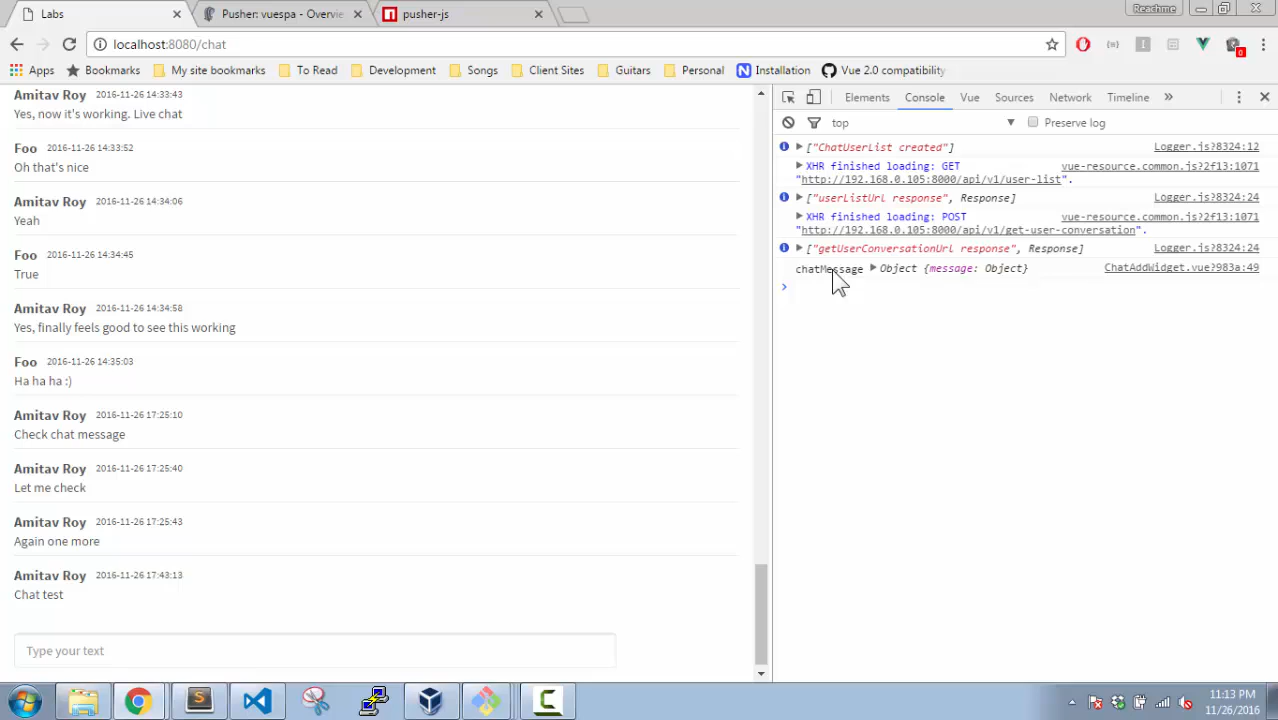 Labs
Pusher: vuespa - Overvie
pusher-js
Reachme
localhost:8080/chat
Apps
Bookmarks
My site bookmarks
To Read
Development
Songs
Client Sites
Guitars
Personal
Installation
Vue 2.0 compatibility
Amitav Roy 2016-11-26 14:33:43
Yes, now it's working. Live chat
Foo 2016-11-26 14:33:52
Oh that's nice
Amitav Roy 2016-11-26 14:34:06
Yeah
Foo 2016-11-26 14:34:45
True
Amitav Roy 2016-11-26 14:34:58
Yes, finally feels good to see this working
Foo 2016-11-26 14:35:03
Ha ha ha :)
Amitav Roy 2016-11-26 17:25:10
Check chat message
Amitav Roy 2016-11-26 17:25:40
Let me check
Amitav Roy 2016-11-26 17:25:43
Again one more
Amitav Roy 2016-11-26 17:43:13
Chat test
Type your text
Elements Console Vue Sources Network Timeline »
top
Preserve log
["ChatUserList created"] Logger.js?8324:12
XHR finished loading: GET vue-resource.common.js?2f13:1071
"http://192.168.0.105:8000/api/v1/user-list".
["userListUrl response", Response] Logger.js?8324:24
XHR finished loading: POST vue-resource.common.js?2f13:1071
"http://192.168.0.105:8000/api/v1/get-user-conversation".
["getUserConversationUrl response", Response] Logger.js?8324:24
chatMessage Object {message: Object} ChatAddWidget.vue?983a:49
11:13 PM
11/26/2016